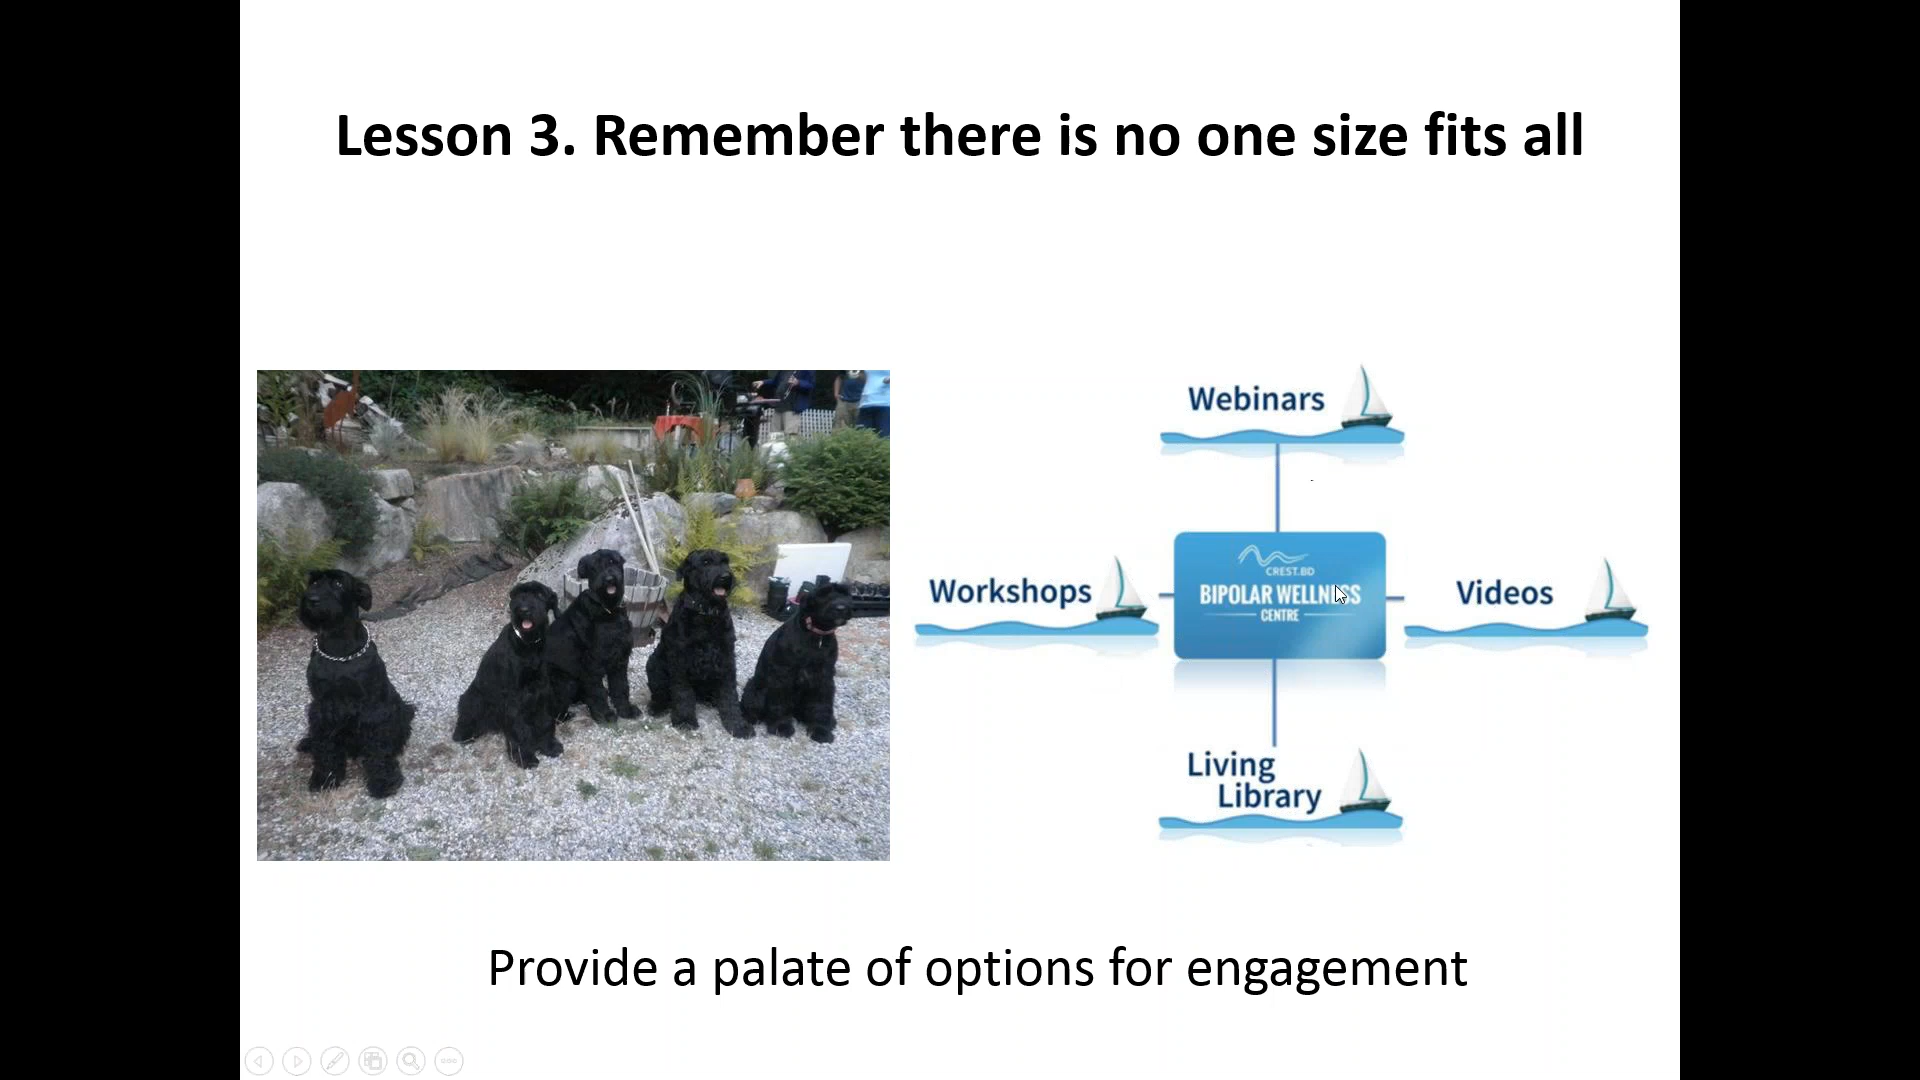 Lesson 3. Remember there is no one size fits all
Webinars
Workshops
CREST.BD
BIPOLAR WELLNESS
CENTRE
Videos
Living
Library
Provide a palate of options for engagement